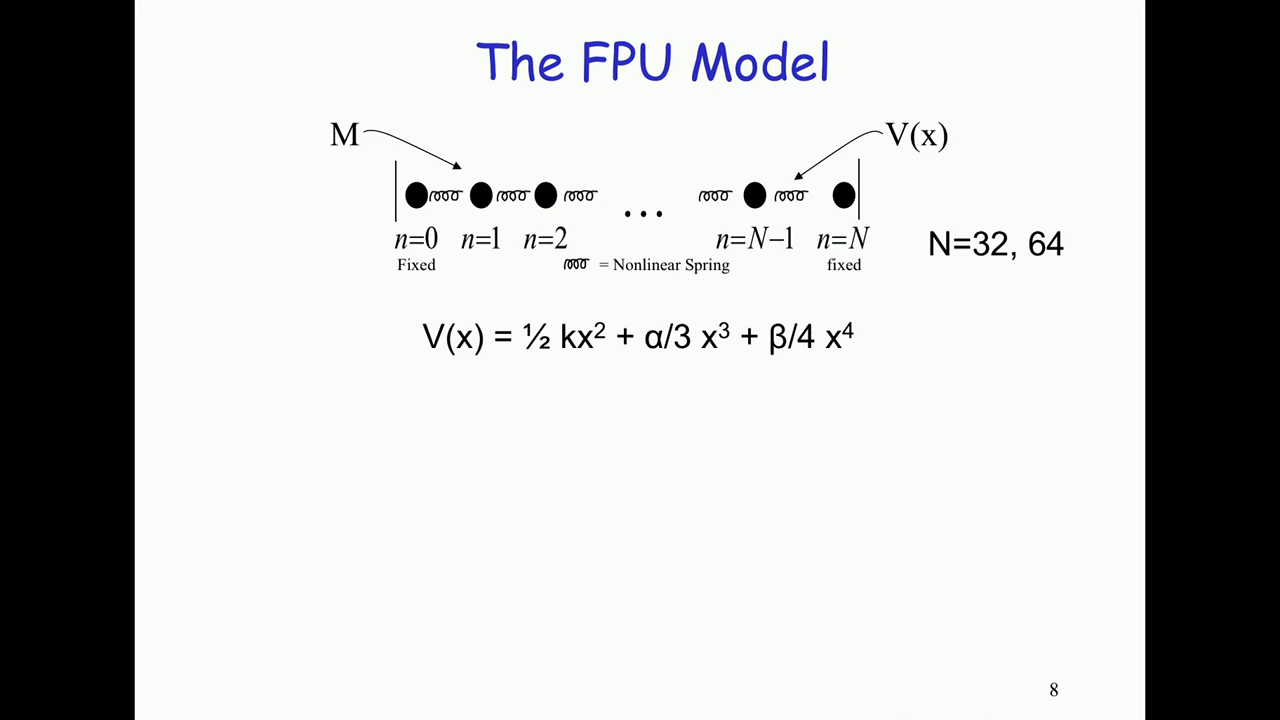 The FPU Model
M
V(x)
...
n=0 n=1 n=2 n=N–1 n=N
N=32, 64
Fixed = Nonlinear Spring fixed
V(x) = ½ kx² + α/3 x³ + β/4 x⁴
8